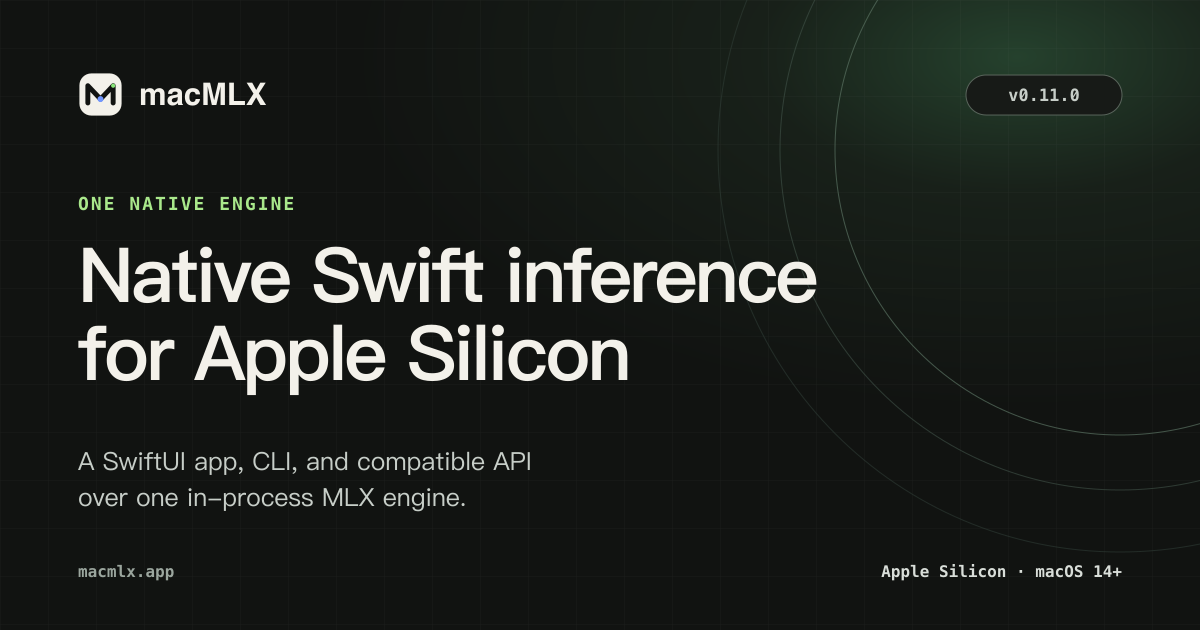 macMLX
v0.11.0
ONE NATIVE ENGINE
Native Swift inference
for Apple Silicon
A SwiftUI app, CLI, and compatible API
over one in-process MLX engine.
macmlx.app
Apple Silicon · macOS 14+